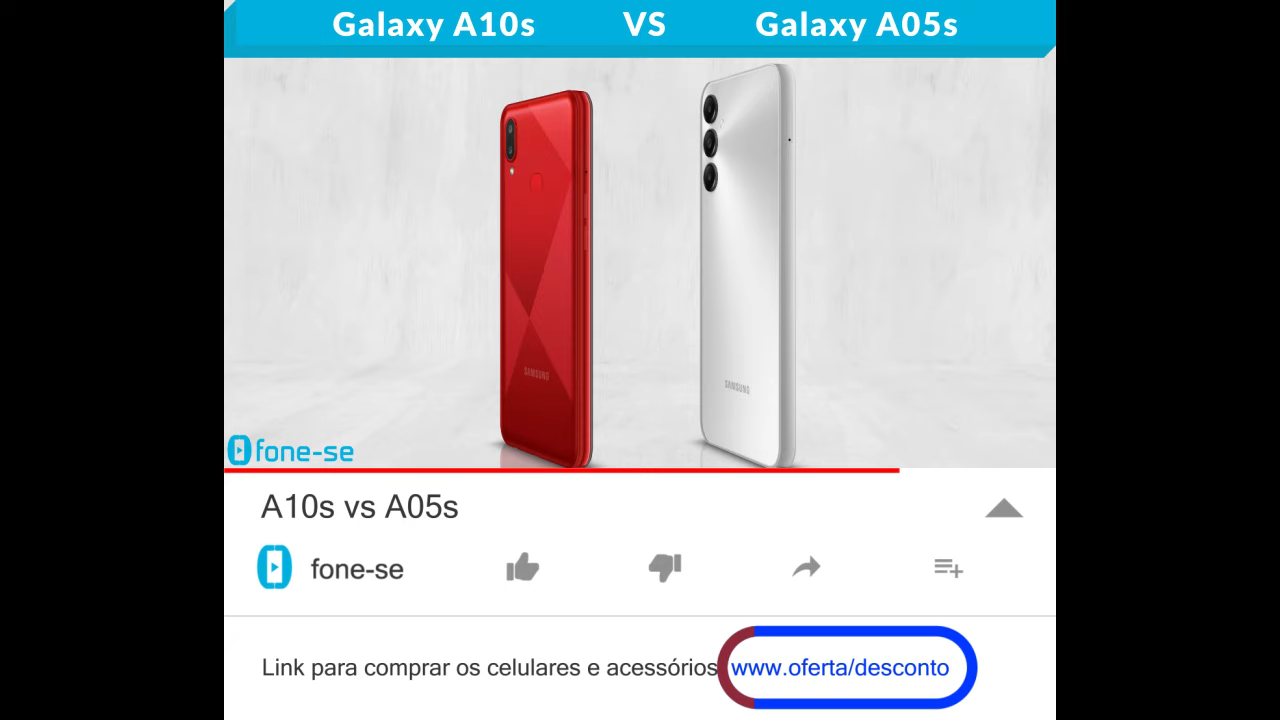 Galaxy A10s VS Galaxy A05s
SAMSUNG
SAMSUNG
fone-se
A10s vs A05s
fone-se
Link para comprar os celulares e acessórios www.oferta/desconto